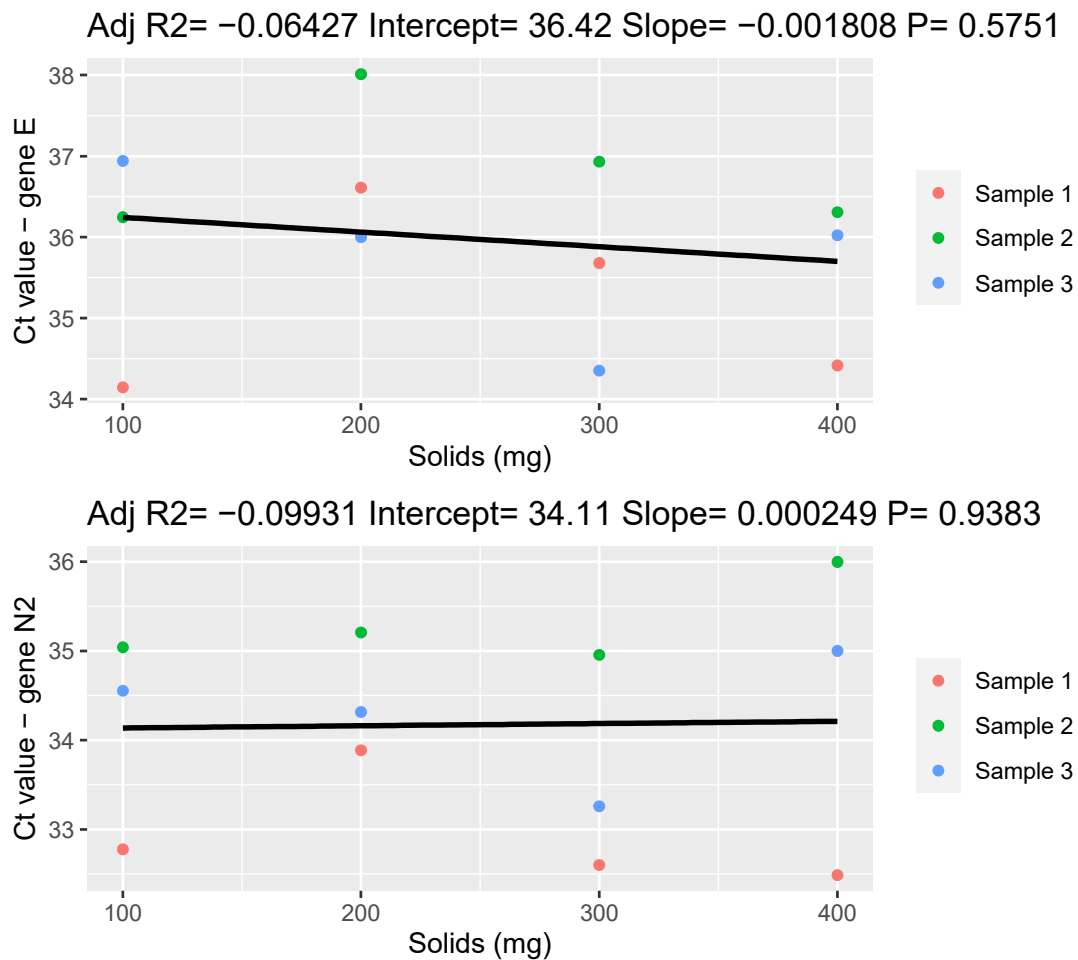 Adj R2= −0.06427 Intercept= 36.42 Slope= −0.001808 P= 0.5751
38
37
36
35
34
Ct value − gene E
100 200 300 400
Solids (mg)
Sample 1
Sample 2
Sample 3
Adj R2= −0.09931 Intercept= 34.11 Slope= 0.000249 P= 0.9383
36
35
34
33
Ct value − gene N2
100 200 300 400
Solids (mg)
Sample 1
Sample 2
Sample 3